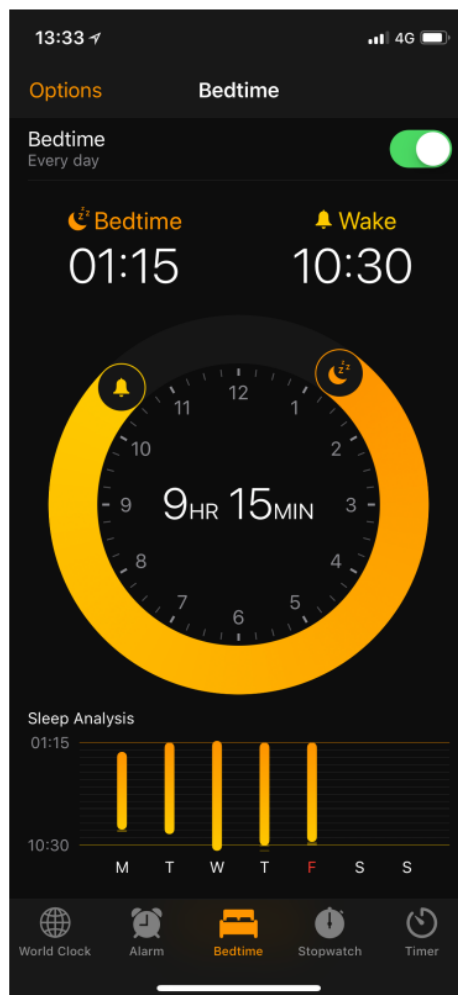 13:33 4G
Options Bedtime
Bedtime
Every day
Bedtime Wake
01:15 10:30
12
11 1
10 2
9 9HR 15MIN 3
8 4
7 5
6
Sleep Analysis
01:15
10:30
M T W T F S S
World Clock Alarm Bedtime Stopwatch Timer